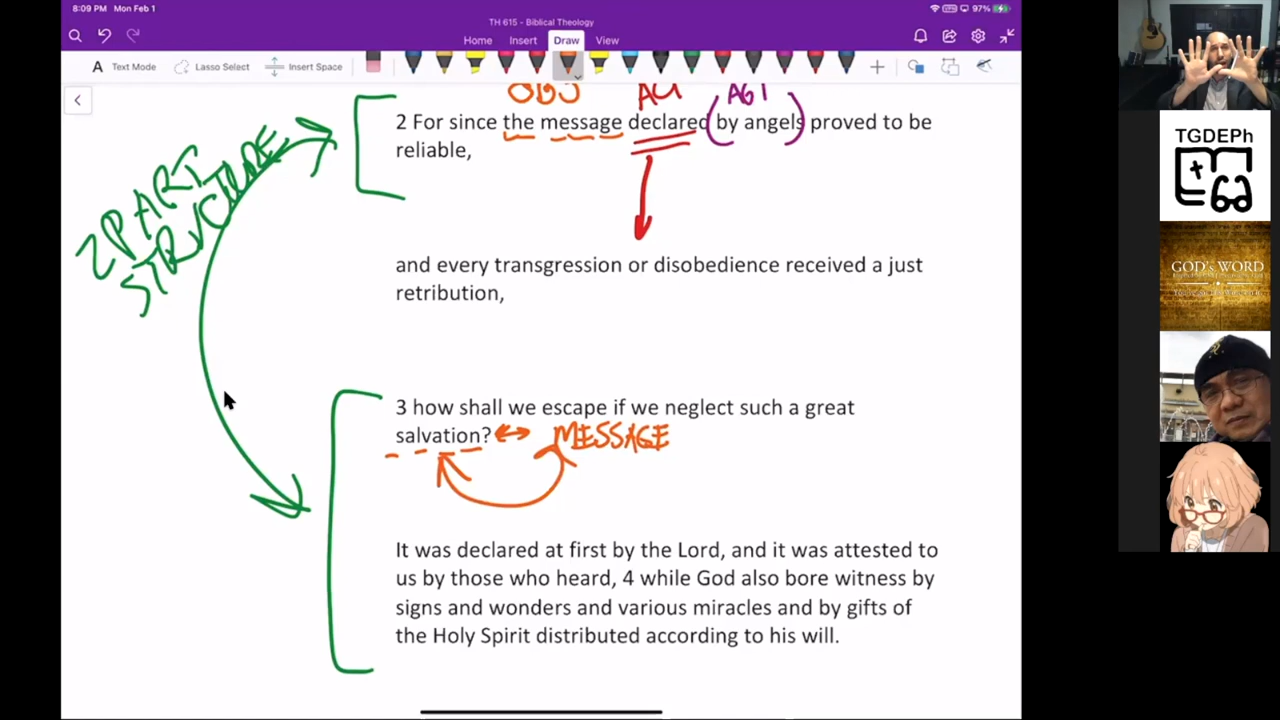 8:09 PM Mon Feb 1
97%
TH 615 - Biblical Theology
Home Insert Draw View
Text Mode Lasso Select Insert Space
OBJ ACT AGT
2 For since the message declared by angels proved to be
reliable,
2 PART
STRUCTURE
and every transgression or disobedience received a just
retribution,
3 how shall we escape if we neglect such a great
salvation? MESSAGE
It was declared at first by the Lord, and it was attested to
us by those who heard, 4 while God also bore witness by
signs and wonders and various miracles and by gifts of
the Holy Spirit distributed according to his will.
TGDEPh
GOD's WORD